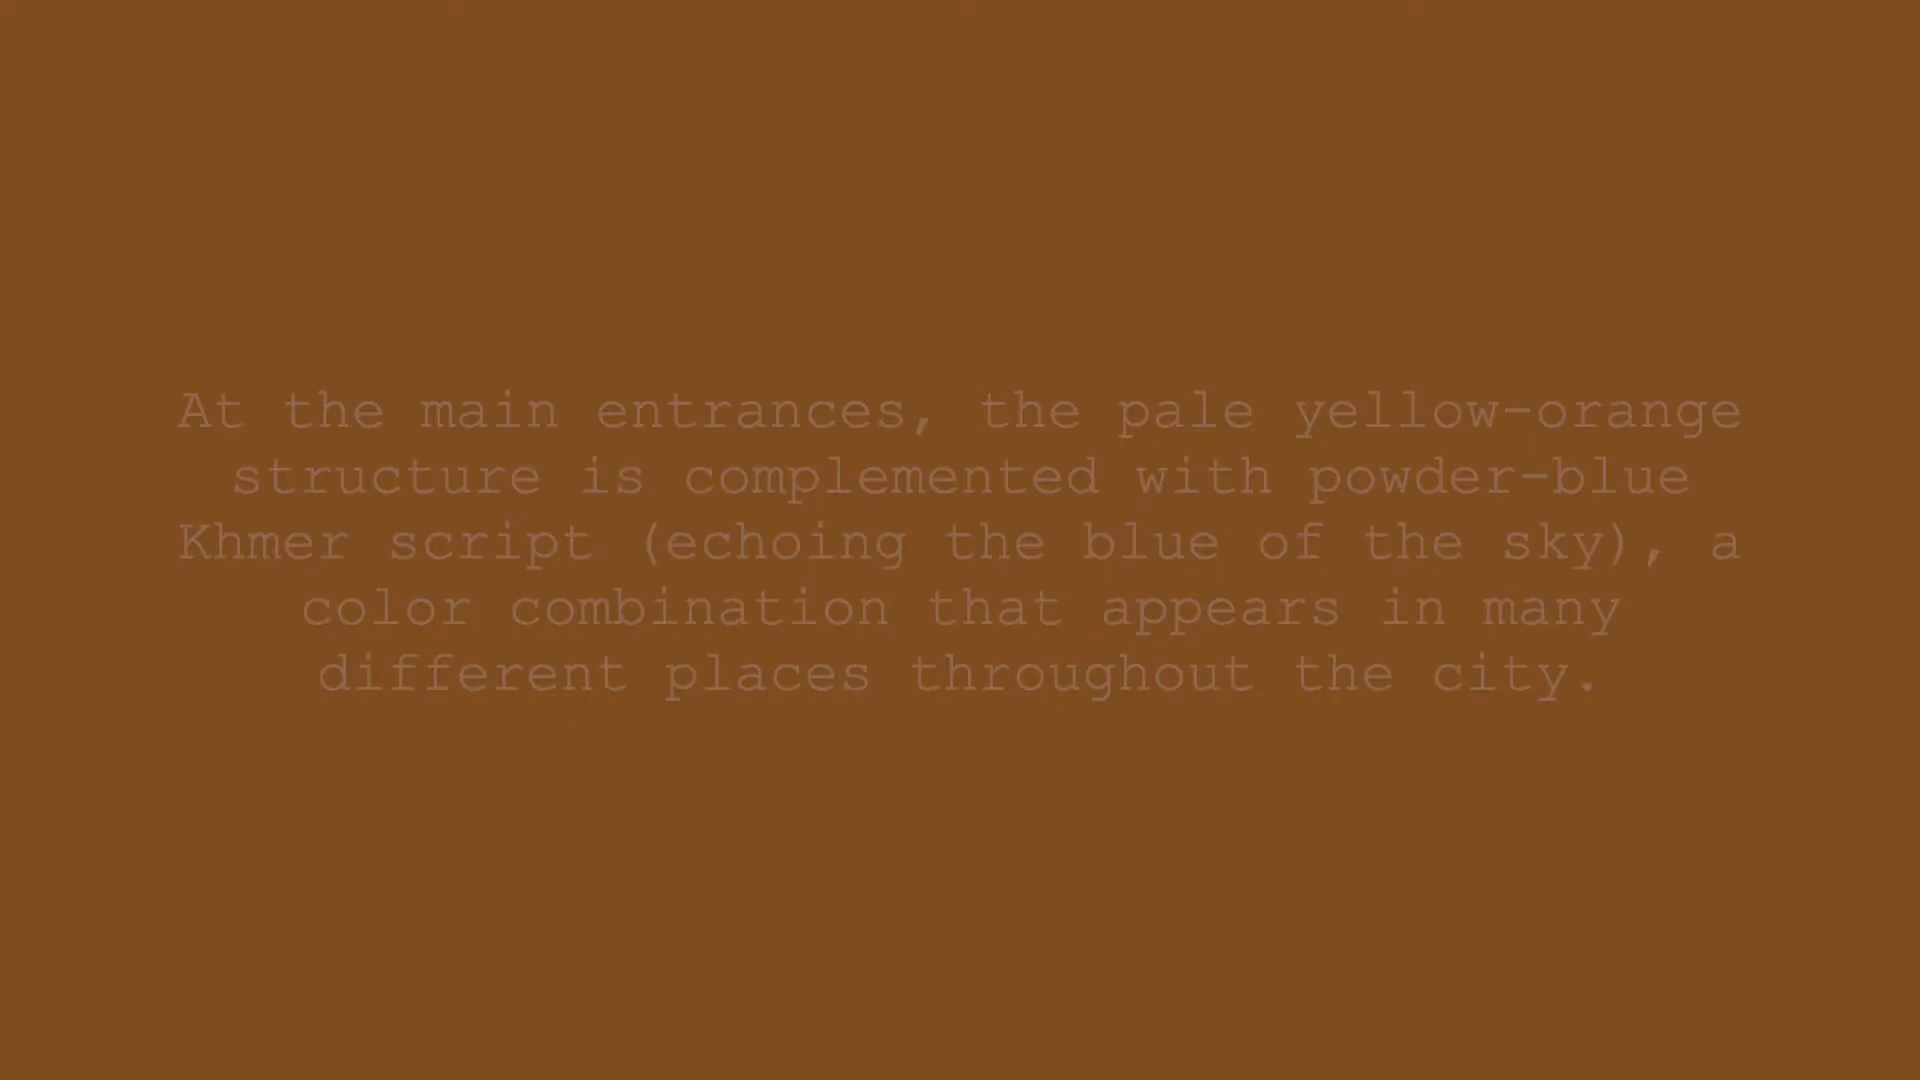 At the main entrances, the pale yellow-orange
structure is complemented with powder-blue
Khmer script (echoing the blue of the sky), a
color combination that appears in many
different places throughout the city.